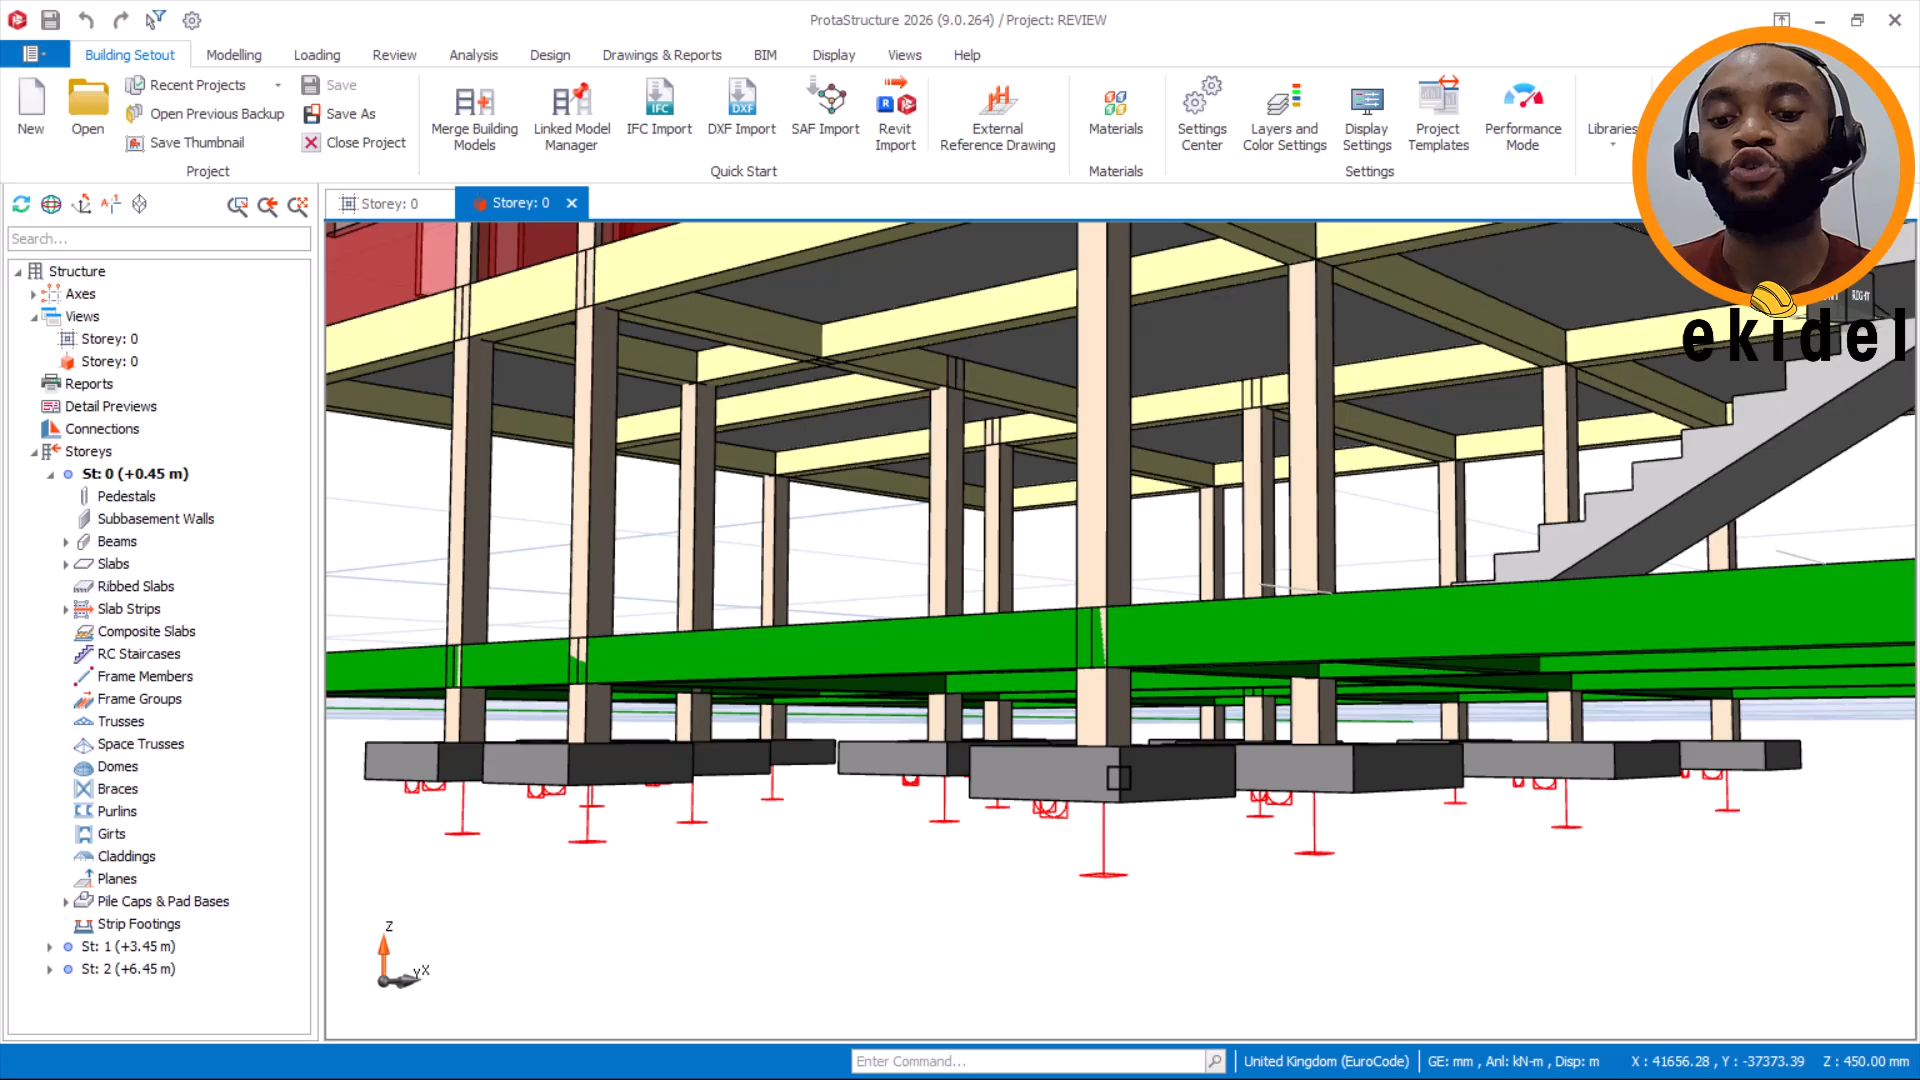 ProtaStructure 2026 (9.0.264) / Project: REVIEW
Building Setout
Modelling
Loading
Review
Analysis
Design
Drawings & Reports
BIM
Display
Views
Help
New
Open
Recent Projects
Open Previous Backup
Save Thumbnail
Save
Save As
Close Project
Project
Merge Building Models
Linked Model Manager
IFC Import
DXF Import
SAF Import
Revit Import
External Reference Drawing
Quick Start
Materials
Materials
Settings Center
Layers and Color Settings
Display Settings
Project Templates
Performance Mode
Settings
Libraries
IFC
DXF
Search...
Storey: 0
Storey: 0
Structure
Axes
Views
Storey: 0
Storey: 0
Reports
Detail Previews
Connections
Storeys
St: 0 (+0.45 m)
Pedestals
Subbasement Walls
Beams
Slabs
Ribbed Slabs
Slab Strips
Composite Slabs
RC Staircases
Frame Members
Frame Groups
Trusses
Space Trusses
Domes
Braces
Purlins
Girts
Claddings
Planes
Pile Caps & Pad Bases
Strip Footings
St: 1 (+3.45 m)
St: 2 (+6.45 m)
RIGHT
ekidel
Z
Y X
Enter Command...
United Kingdom (EuroCode)
GE: mm , Anl: kN-m , Disp: m
X : 41656.28 , Y : -37373.39
Z : 450.00 mm